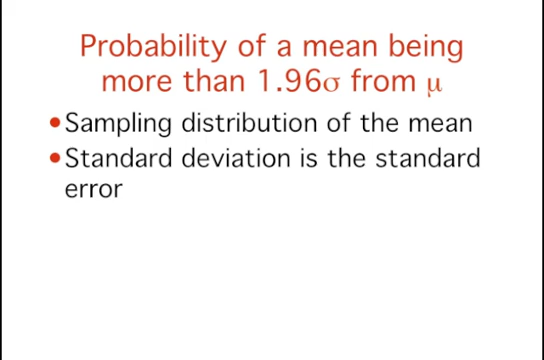 Probability of a mean being
more than 1.96σ from μ
•Sampling distribution of the mean
•Standard deviation is the standard
error